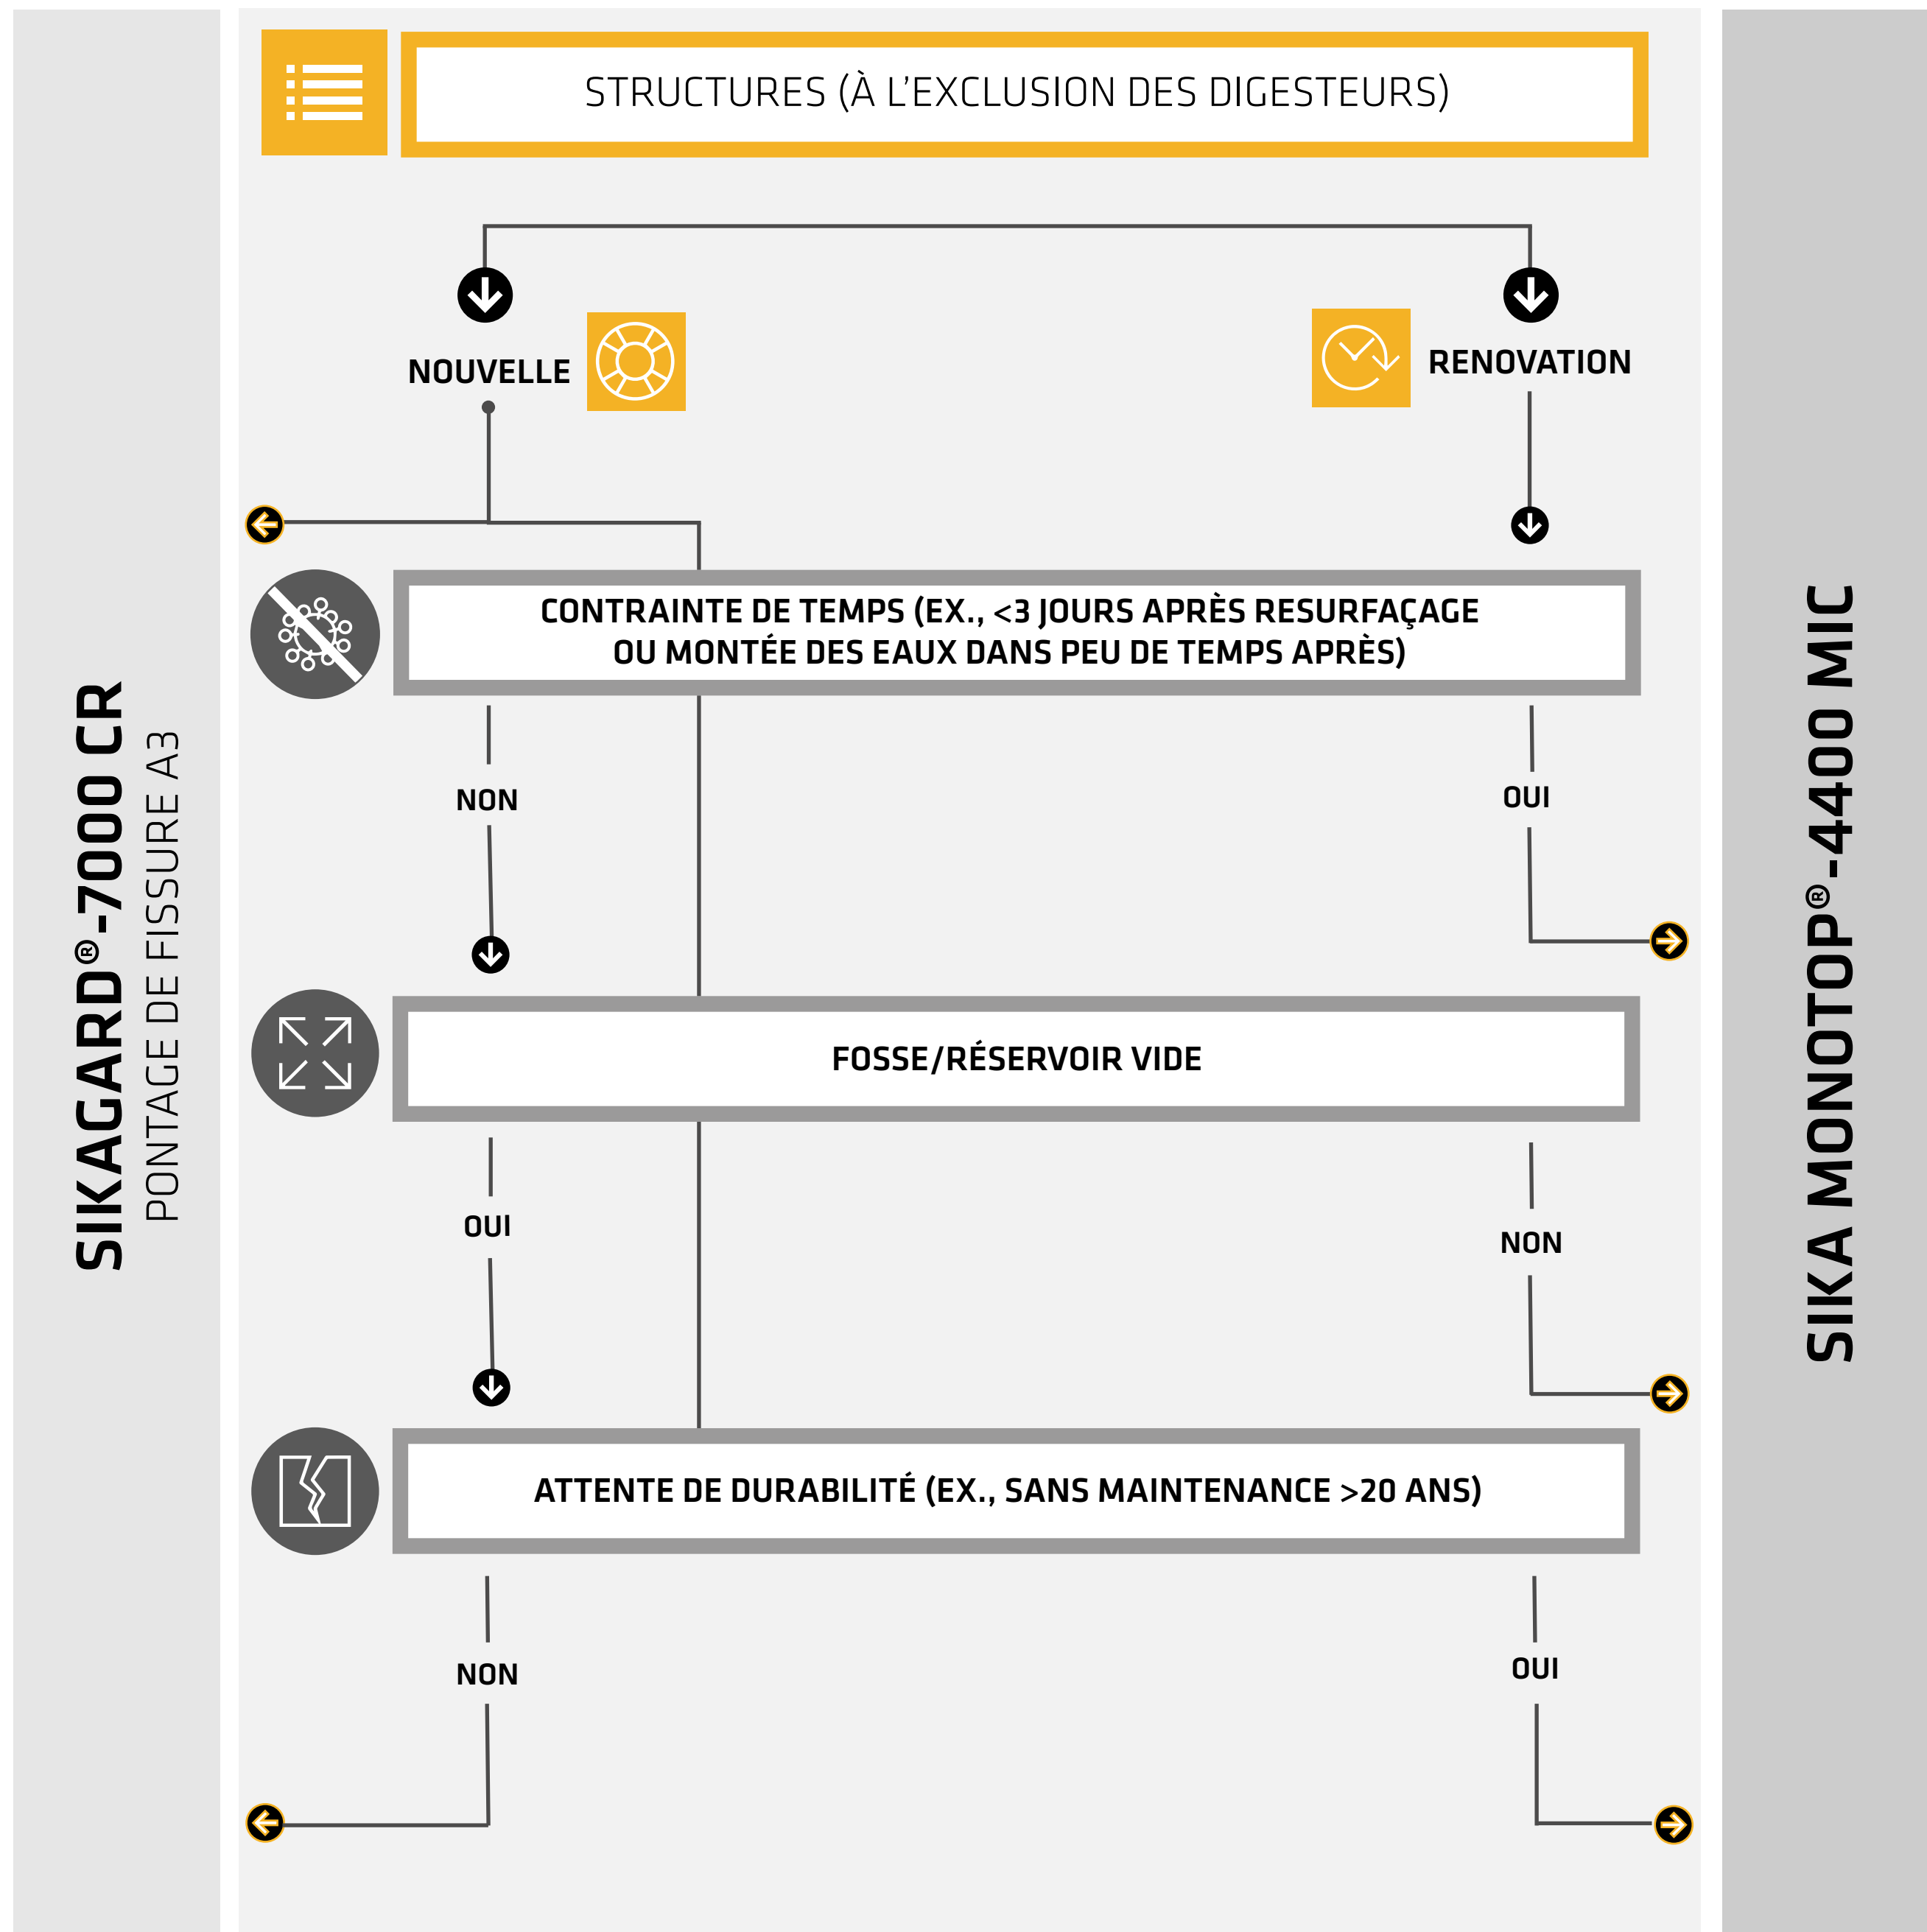 STRUCTURES (À L’EXCLUSION DES DIGESTEURS)
NOUVELLE
RENOVATION
CONTRAINTE DE TEMPS (EX., <3 JOURS APRÈS RESURFAÇAGE
OU MONTÉE DES EAUX DANS PEU DE TEMPS APRÈS)
NON
OUI
FOSSE/RÉSERVOIR VIDE
OUI
NON
ATTENTE DE DURABILITÉ (EX., SANS MAINTENANCE >20 ANS)
NON
OUI
SIKAGARD®-7000 CR
PONTAGE DE FISSURE A3
SIKA MONOTOP®-4400 MIC